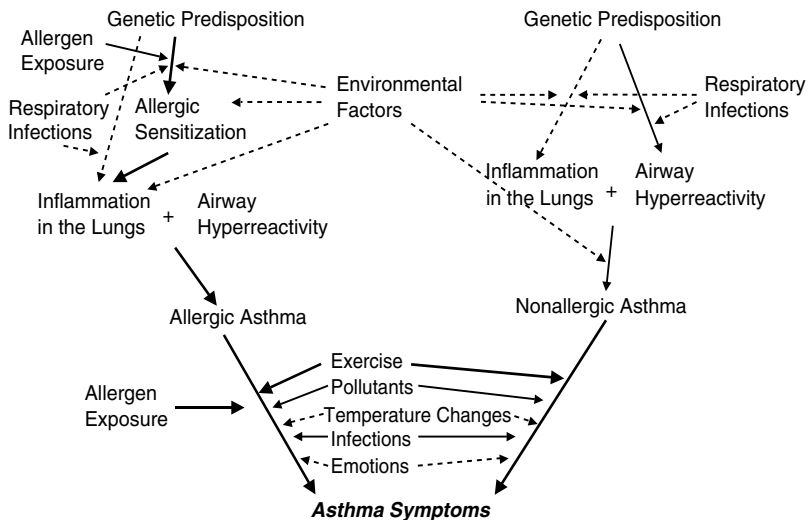 Genetic Predisposition
Genetic Predisposition
Allergen
Exposure
Respiratory
Infections
Allergic
Sensitization
Environmental
Factors
Respiratory
Infections
Inflammation
in the Lungs
+
Airway
Hyperreactivity
Inflammation
in the Lungs
+
Airway
Hyperreactivity
Allergic Asthma
Nonallergic Asthma
Allergen
Exposure
Exercise
Pollutants
Temperature Changes
Infections
Emotions
Asthma Symptoms